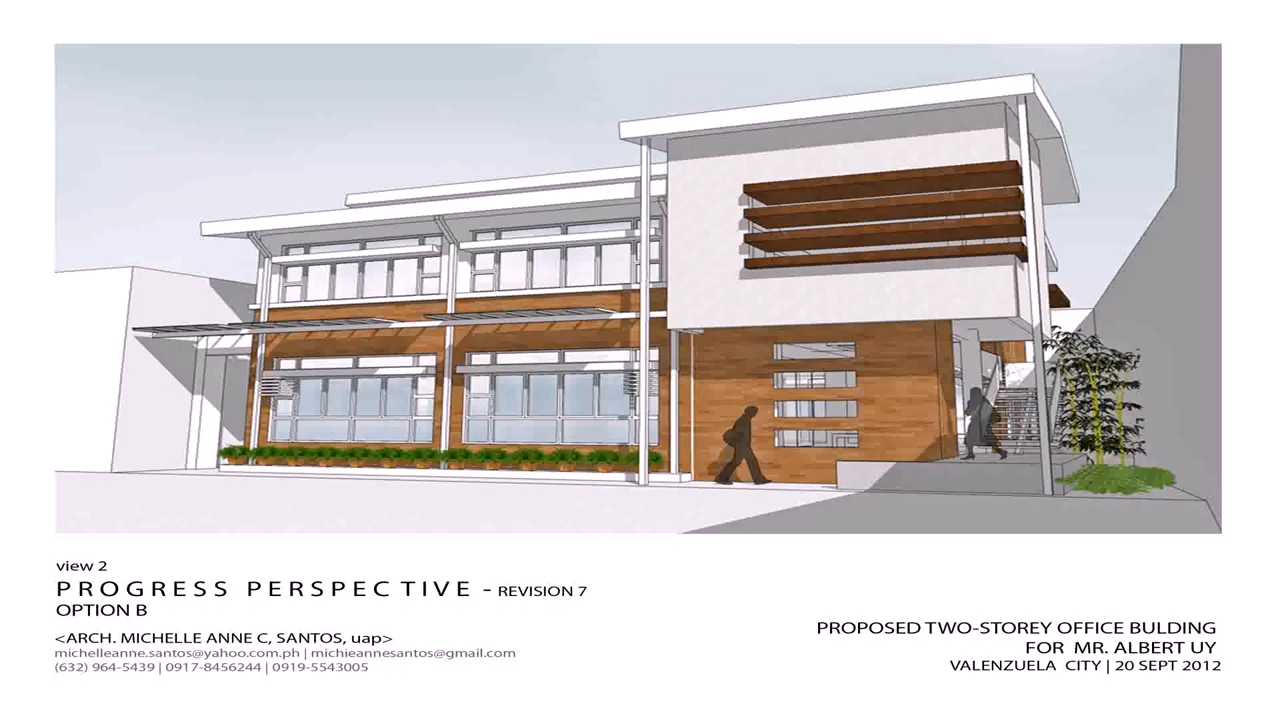 view 2
PROGRESS PERSPECTIVE - REVISION 7
OPTION B
<ARCH. MICHELLE ANNE C, SANTOS, uap>
michelleanne.santos@yahoo.com.ph | michieannesantos@gmail.com
(632) 964-5439 | 0917-8456244 | 0919-5543005
PROPOSED TWO-STOREY OFFICE BULDING
FOR MR. ALBERT UY
VALENZUELA CITY | 20 SEPT 2012